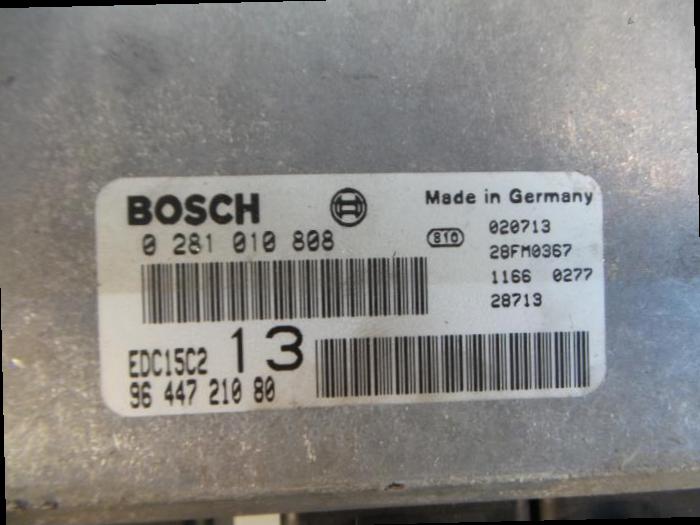 BOSCH
0 281 010 808
Made in Germany
810
020713
28FM0367
1166 0277
28713
EDC15C2 13
96 447 210 80